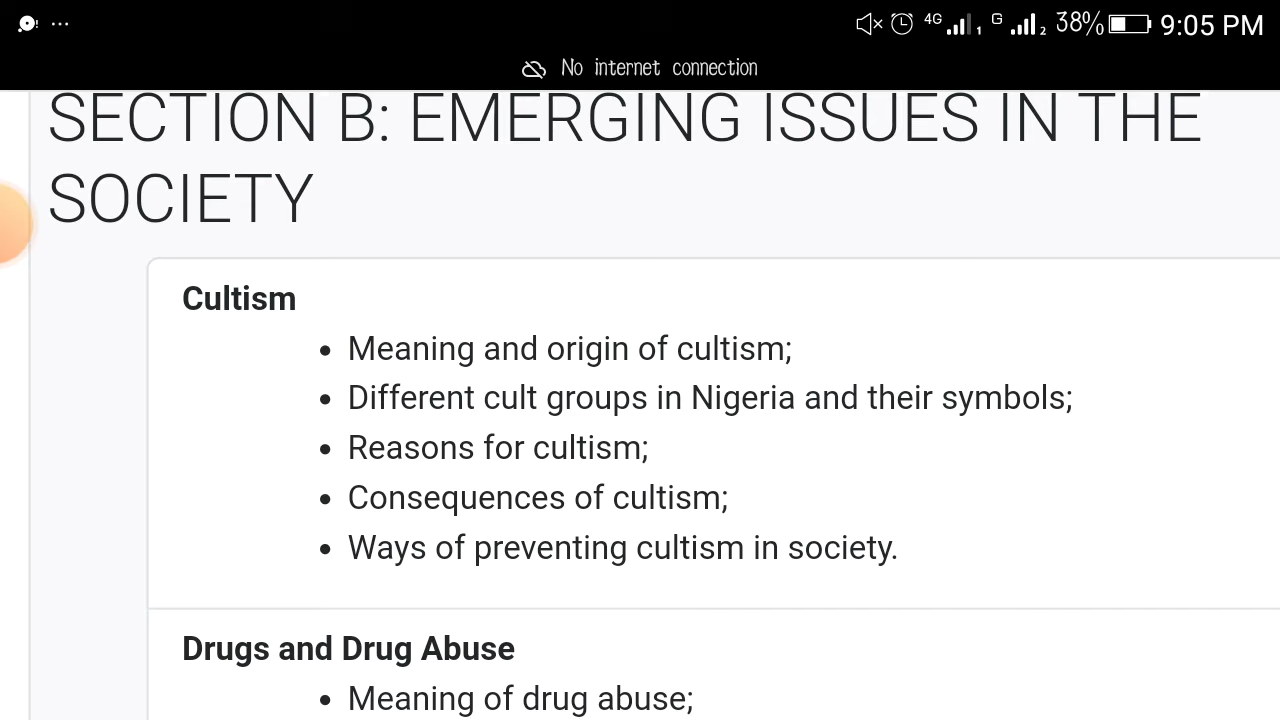 4G 1 G 2 38% 9:05 PM
No internet connection
SECTION B: EMERGING ISSUES IN THE
SOCIETY
Cultism
• Meaning and origin of cultism;
• Different cult groups in Nigeria and their symbols;
• Reasons for cultism;
• Consequences of cultism;
• Ways of preventing cultism in society.
Drugs and Drug Abuse
• Meaning of drug abuse;